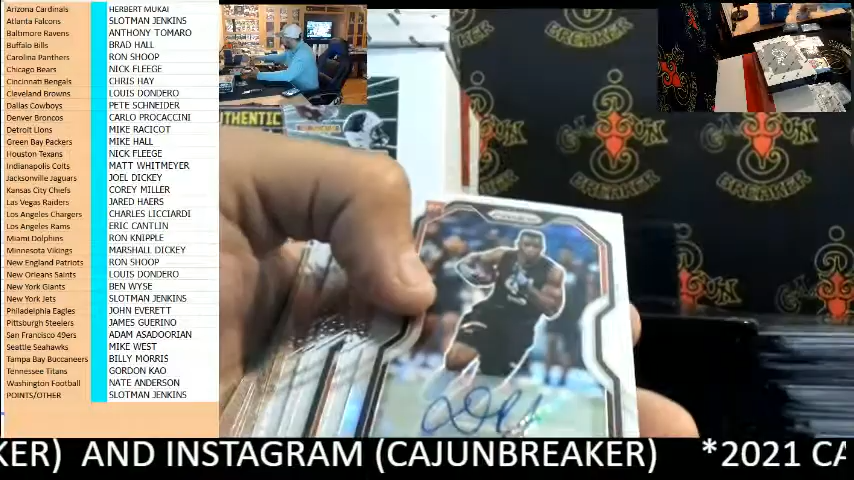 Arizona Cardinals HERBERT MUKAI
Atlanta Falcons SLOTMAN JENKINS
Baltimore Ravens ANTHONY TOMARO
Buffalo Bills BRAD HALL
Carolina Panthers RON SHOOP
Chicago Bears NICK FLEEGE
Cincinnati Bengals CHRIS HAY
Cleveland Browns LOUIS DONDERO
Dallas Cowboys PETE SCHNEIDER
Denver Broncos CARLO PROCACCINI
Detroit Lions MIKE RACICOT
Green Bay Packers MIKE HALL
Houston Texans NICK FLEEGE
Indianapolis Colts MATT WHITMEYER
Jacksonville Jaguars JOEL DICKEY
Kansas City Chiefs COREY MILLER
Las Vegas Raiders JARED HAERS
Los Angeles Chargers CHARLES LICCIARDI
Los Angeles Rams ERIC CANTLIN
Miami Dolphins RON KNIPPLE
Minnesota Vikings MARSHALL DICKEY
New England Patriots RON SHOOP
New Orleans Saints LOUIS DONDERO
New York Giants BEN WYSE
New York Jets SLOTMAN JENKINS
Philadelphia Eagles JOHN EVERETT
Pittsburgh Steelers JAMES GUERINO
San Francisco 49ers ADAM ASADOORIAN
Seattle Seahawks MIKE WEST
Tampa Bay Buccaneers BILLY MORRIS
Tennessee Titans GORDON KAO
Washington Football NATE ANDERSON
POINTS/OTHER SLOTMAN JENKINS
UTHENTIC
CAJUN
BREAKER
BREAKER
BREAKER
KER) AND INSTAGRAM (CAJUNBREAKER) *2021 CA